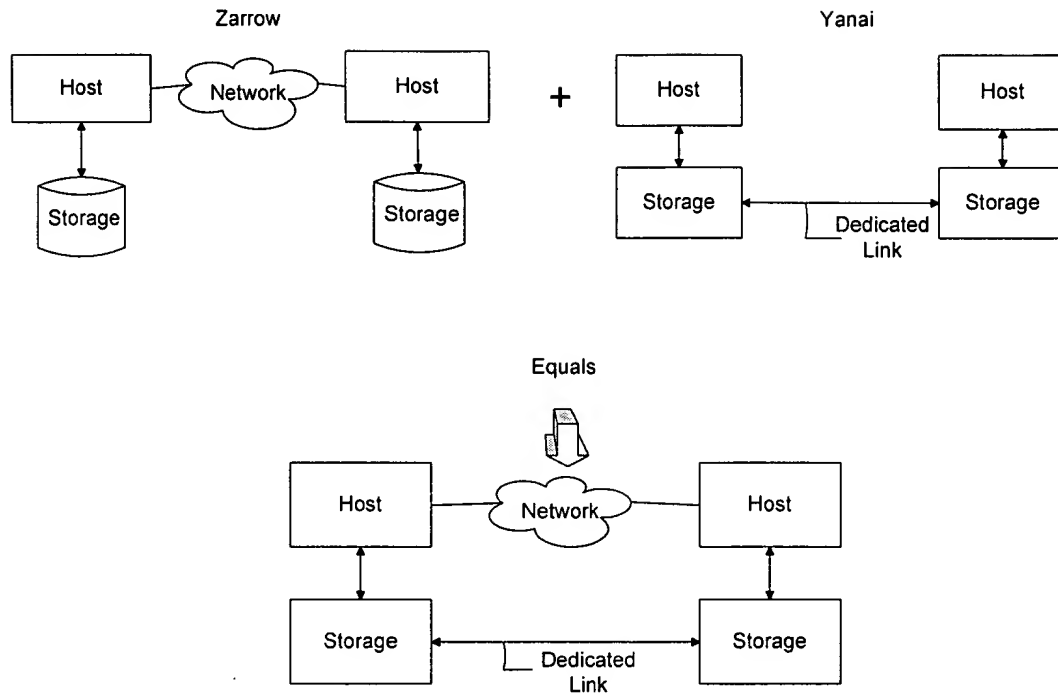 Zarrow
Yanai
Host
Network
Host
+
Host
Host
Storage
Storage
Storage
Storage
Dedicated
Link
Equals
Host
Network
Host
Storage
Storage
Dedicated
Link